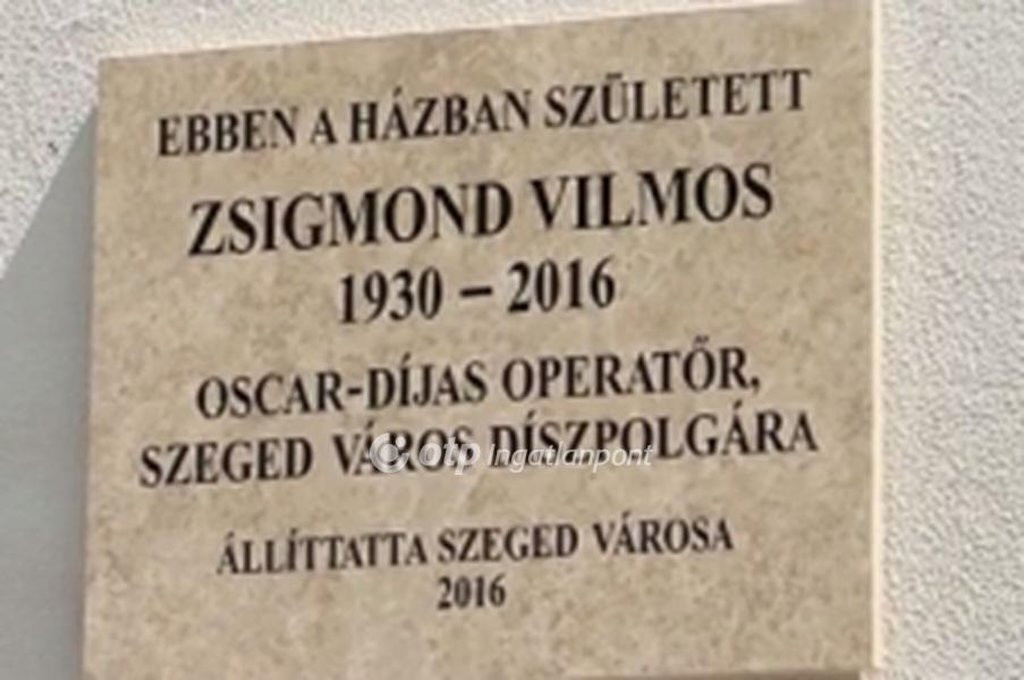 EBBEN A HÁZBAN SZÜLETETT
ZSIGMOND VILMOS
1930 – 2016
OSCAR-DÍJAS OPERATŐR,
SZEGED VÁROS DÍSZPOLGÁRA
otp Ingatlanpont
ÁLLÍTTATTA SZEGED VÁROSA
2016